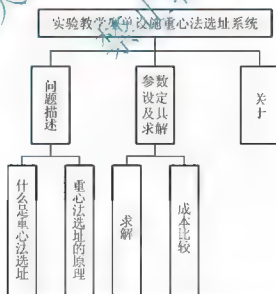 实验教学单设施重心法选址系统
问题描述
参数
设定
及其
求解
关于
什么是重心法选址
重心法选址的原理
求解
成本比较